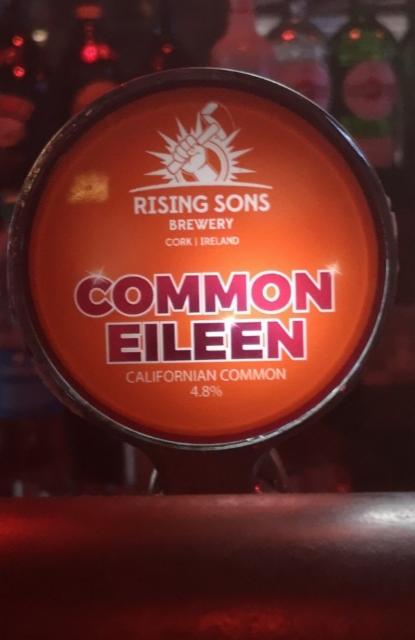 RISING SONS
BREWERY
CORK | IRELAND
COMMON
EILEEN
CALIFORNIAN COMMON
4.8%